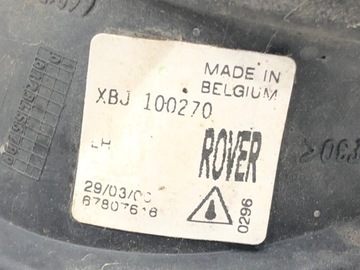 MADE IN
BELGIUM
XBJ 100270
LH
ROVER
29/03/00
67807616
0296